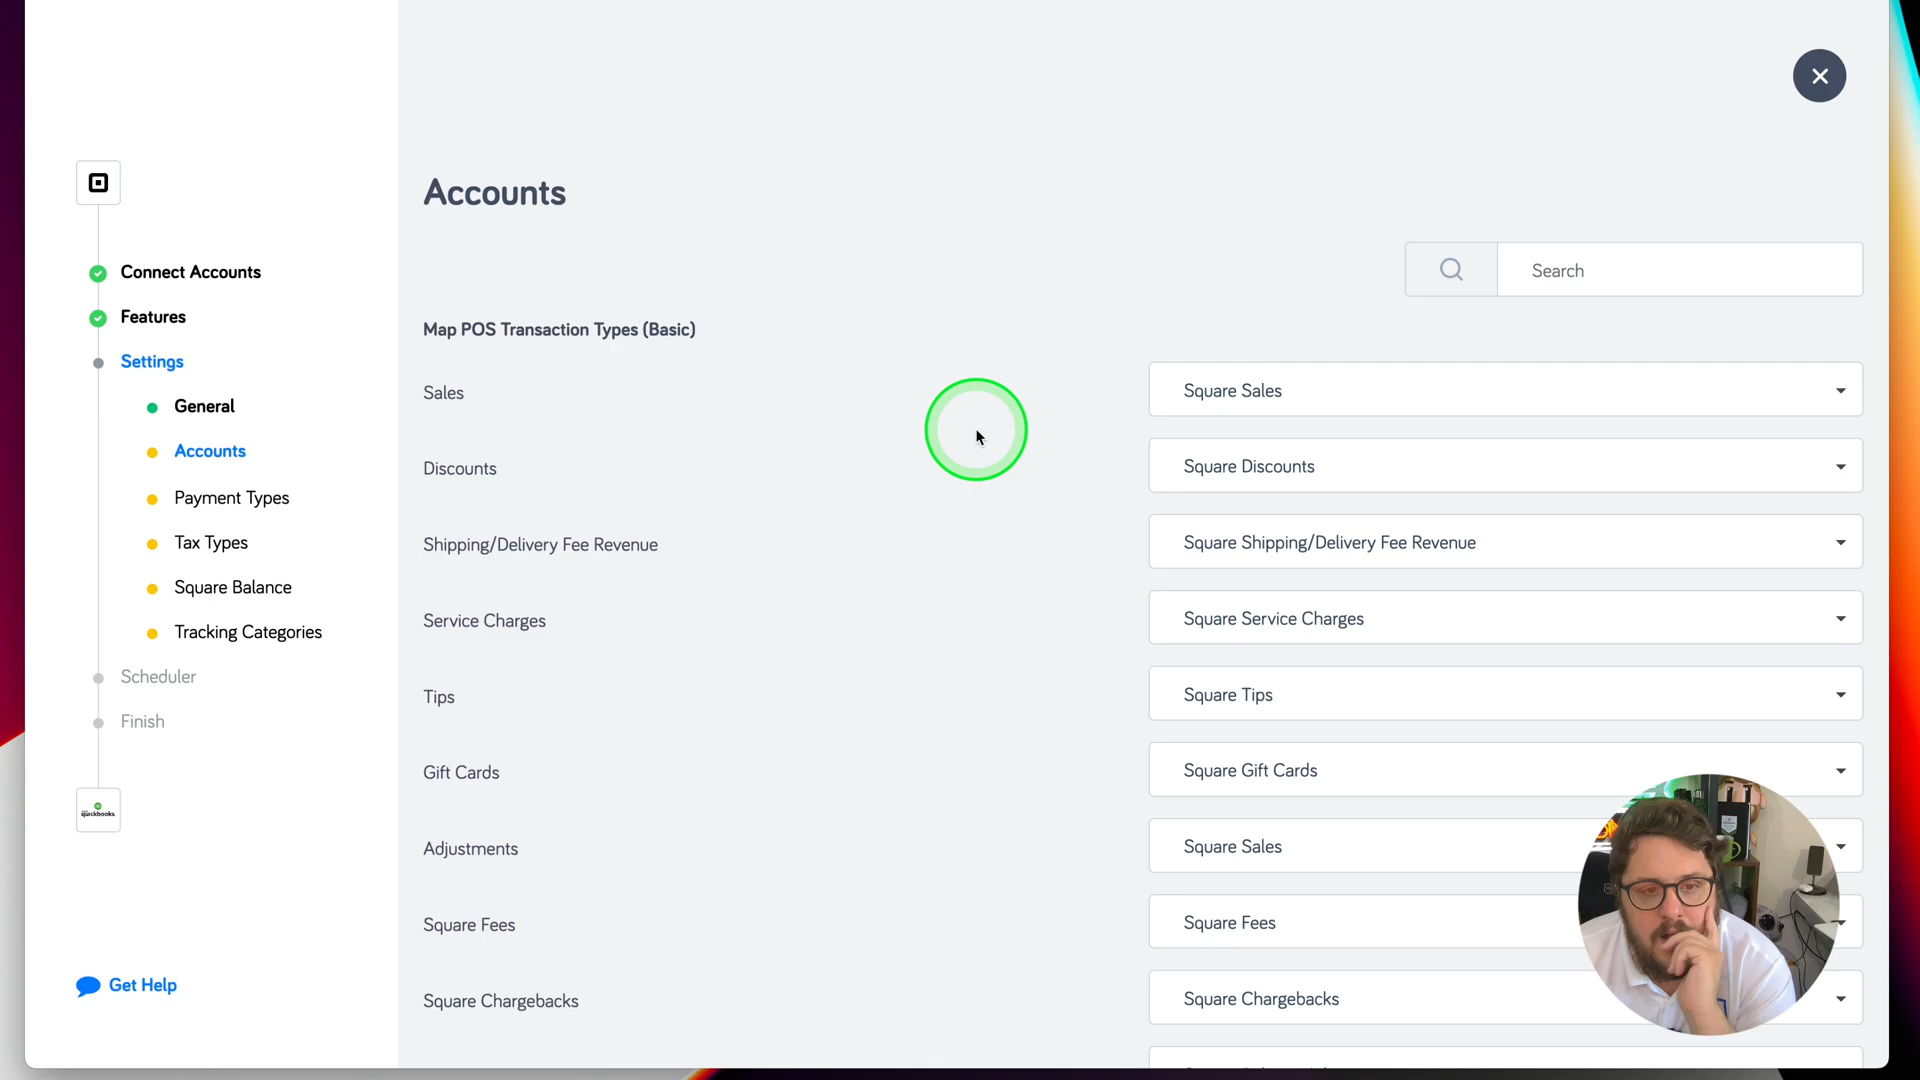 Accounts
Search
Connect Accounts
Features
Settings
General
Accounts
Payment Types
Tax Types
Square Balance
Tracking Categories
Scheduler
Finish
quickbooks
Get Help
Map POS Transaction Types (Basic)
Sales
Square Sales
Discounts
Square Discounts
Shipping/Delivery Fee Revenue
Square Shipping/Delivery Fee Revenue
Service Charges
Square Service Charges
Tips
Square Tips
Gift Cards
Square Gift Cards
Adjustments
Square Sales
Square Fees
Square Fees
Square Chargebacks
Square Chargebacks